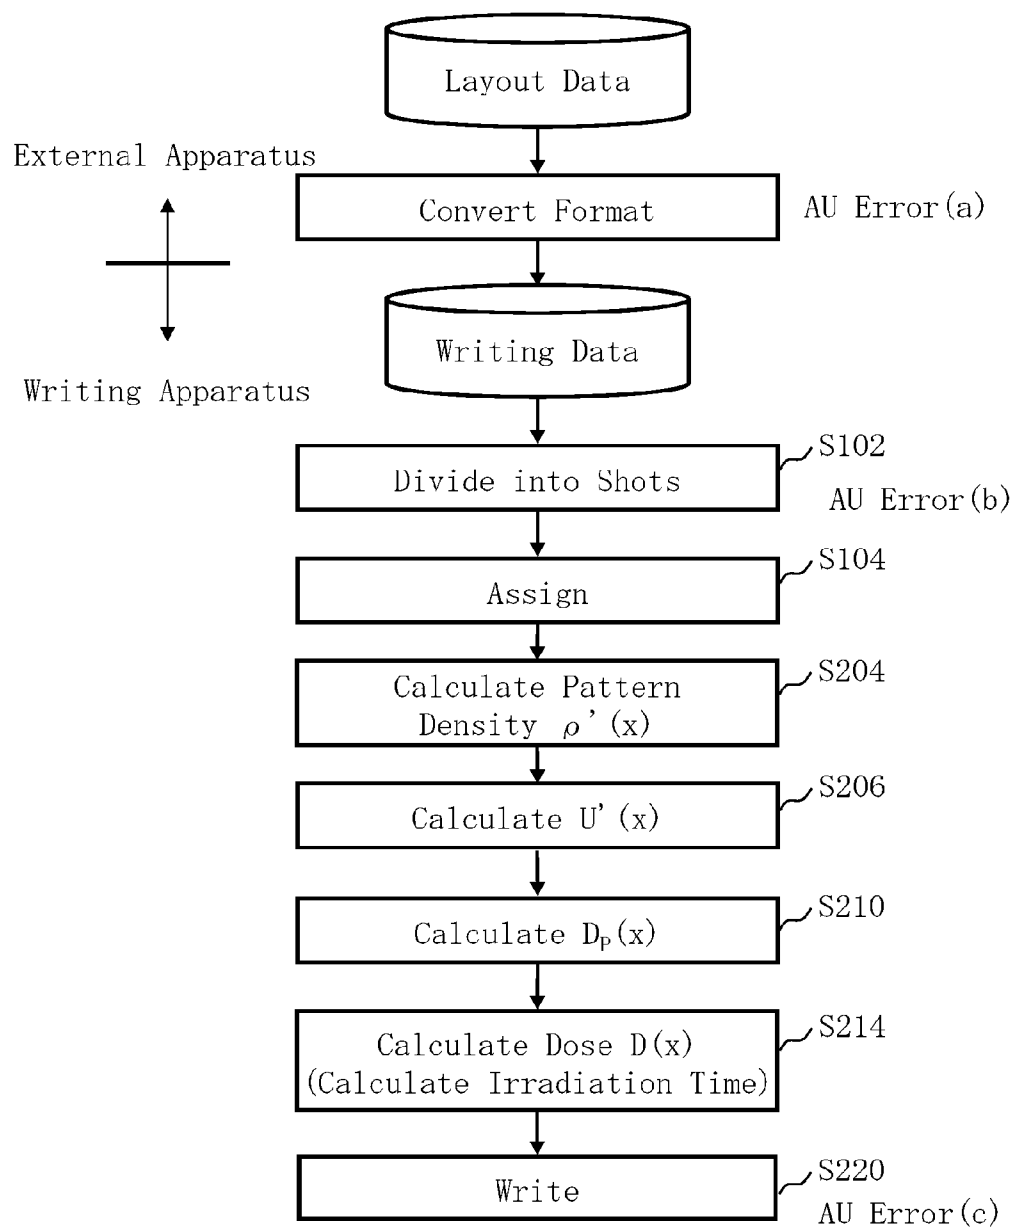 Layout Data
External Apparatus
Convert Format
AU Error(a)
Writing Data
Writing Apparatus
S102
Divide into Shots
AU Error(b)
S104
Assign
S204
Calculate Pattern
Density ρ'(x)
S206
Calculate U'(x)
S210
Calculate Dₚ(x)
S214
Calculate Dose D(x)
(Calculate Irradiation Time)
S220
Write
AU Error(c)